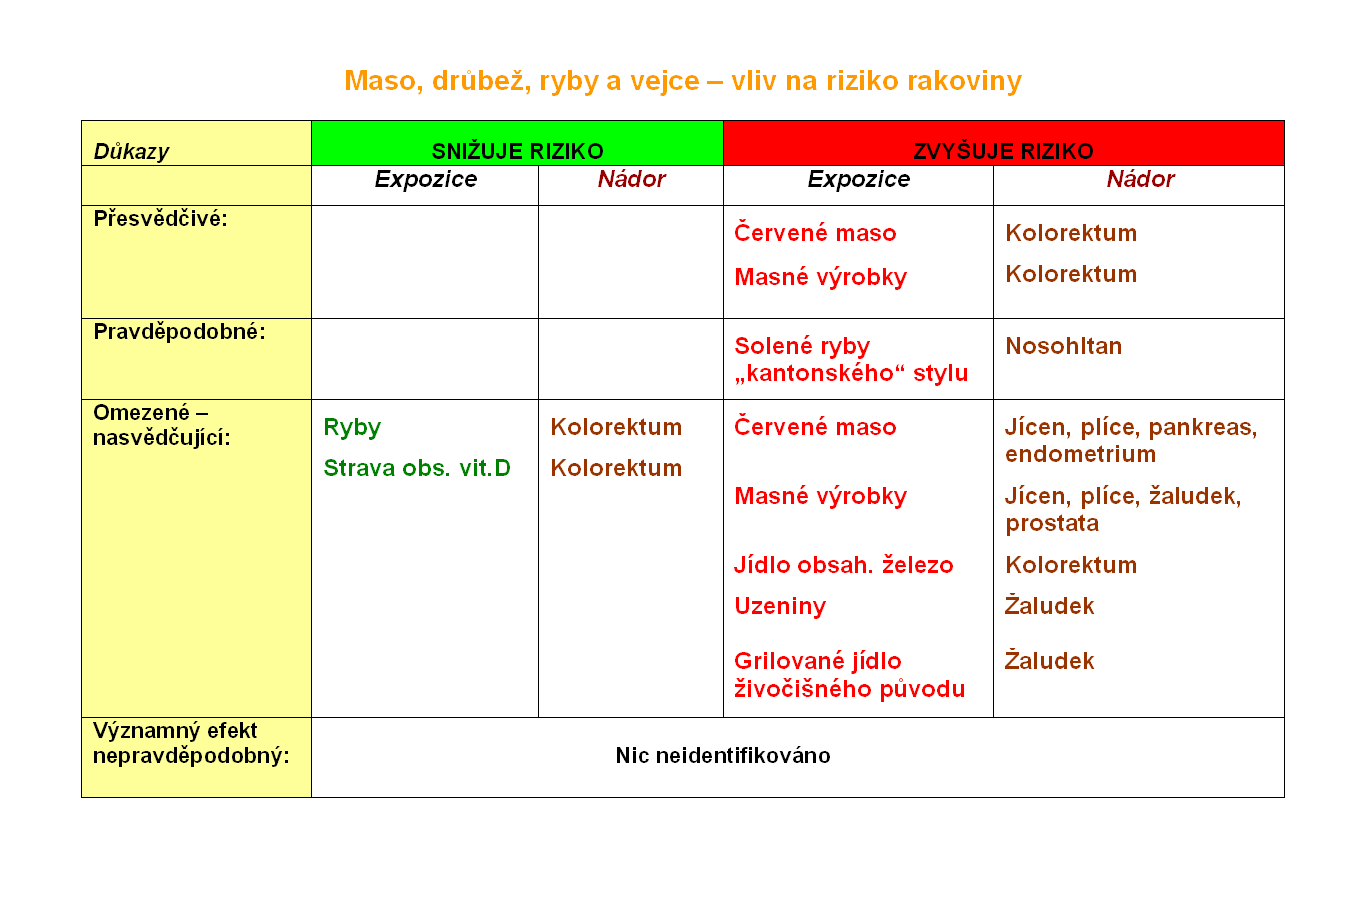 Maso, drůbež, ryby a vejce – vliv na riziko rakoviny
Důkazy SNIŽUJE RIZIKO ZVYŠUJE RIZIKO
Expozice Nádor Expozice Nádor
Přesvědčivé:
Červené maso Kolorektum
Masné výrobky Kolorektum
Pravděpodobné:
Solené ryby Nosohltan
„kantonského“ stylu
Omezené –
nasvědčující:
Ryby Kolorektum Červené maso Jícen, plíce, pankreas,
endometrium
Strava obs. vit.D Kolorektum
Masné výrobky Jícen, plíce, žaludek,
prostata
Jídlo obsah. železo Kolorektum
Uzeniny Žaludek
Grilované jídlo Žaludek
živočišného původu
Významný efekt
nepravděpodobný:
Nic neidentifikováno